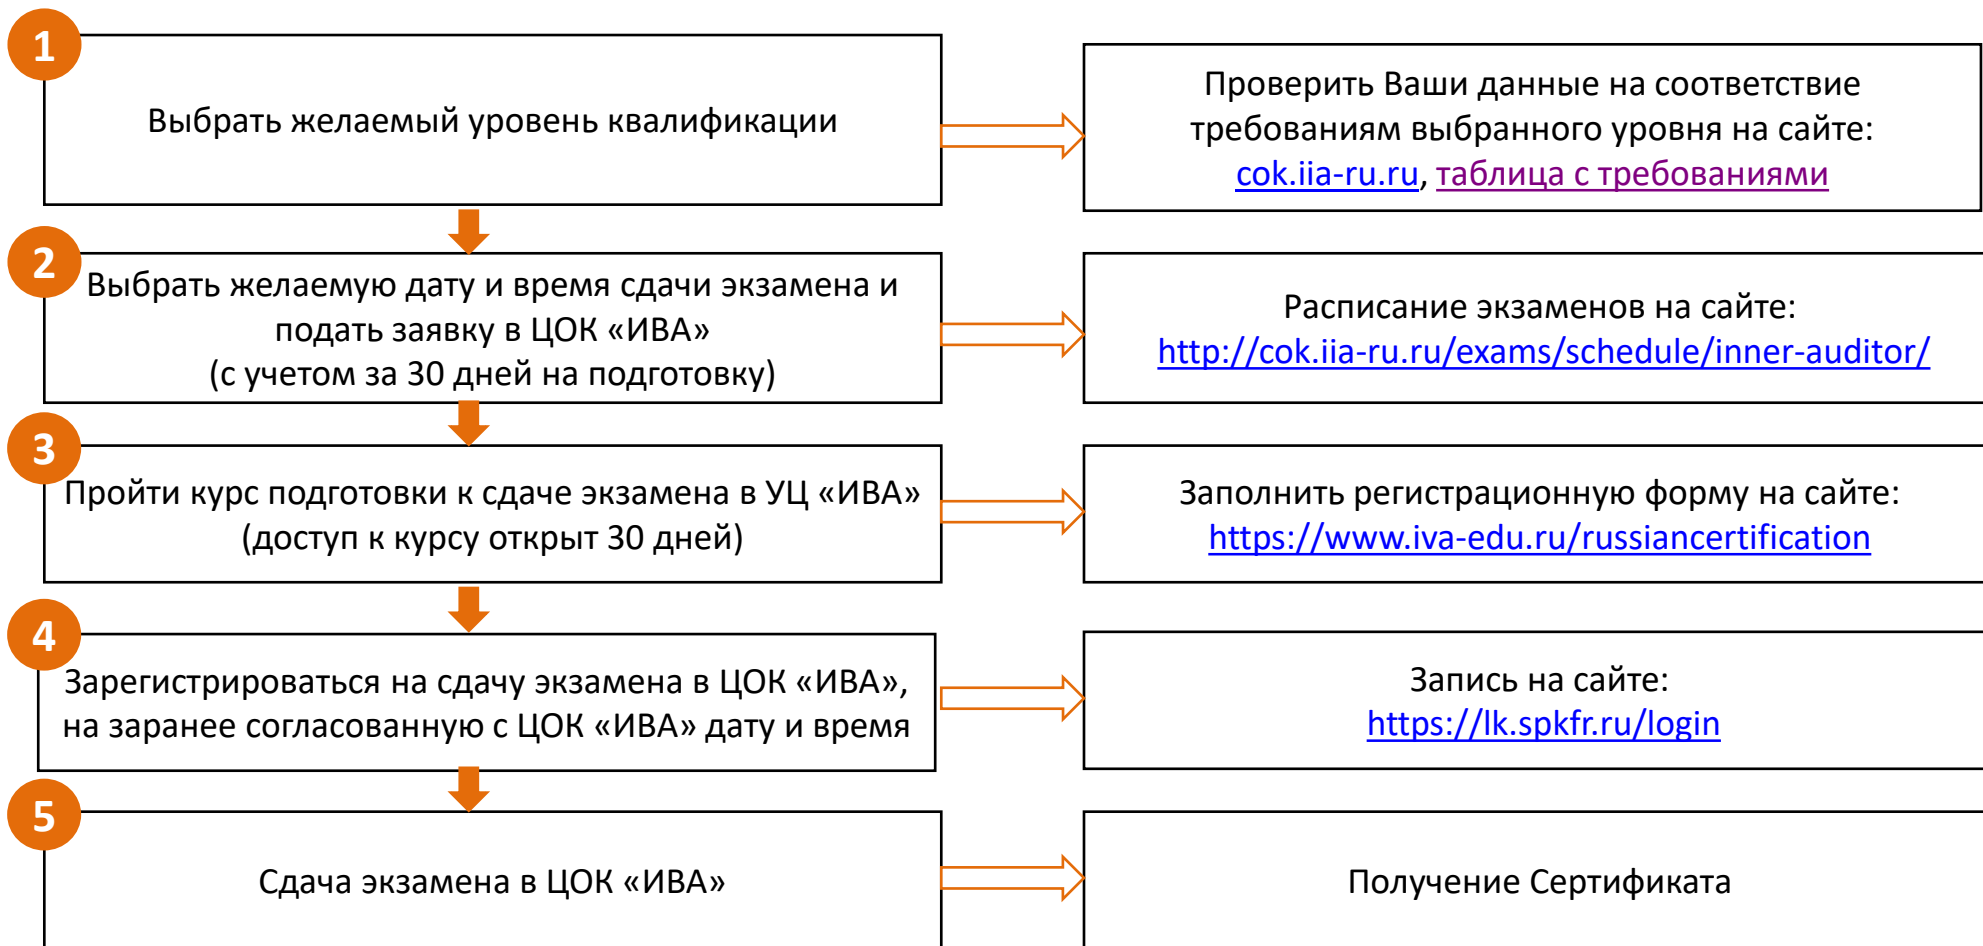 1
Выбрать желаемый уровень квалификации
Проверить Ваши данные на соответствие
требованиям выбранного уровня на сайте:
cok.iia-ru.ru, таблица с требованиями
2
Выбрать желаемую дату и время сдачи экзамена и
подать заявку в ЦОК «ИВА»
(с учетом за 30 дней на подготовку)
Расписание экзаменов на сайте:
http://cok.iia-ru.ru/exams/schedule/inner-auditor/
3
Пройти курс подготовки к сдаче экзамена в УЦ «ИВА»
(доступ к курсу открыт 30 дней)
Заполнить регистрационную форму на сайте:
https://www.iva-edu.ru/russiancertification
4
Зарегистрироваться на сдачу экзамена в ЦОК «ИВА»,
на заранее согласованную с ЦОК «ИВА» дату и время
Запись на сайте:
https://lk.spkfr.ru/login
5
Сдача экзамена в ЦОК «ИВА»
Получение Сертификата